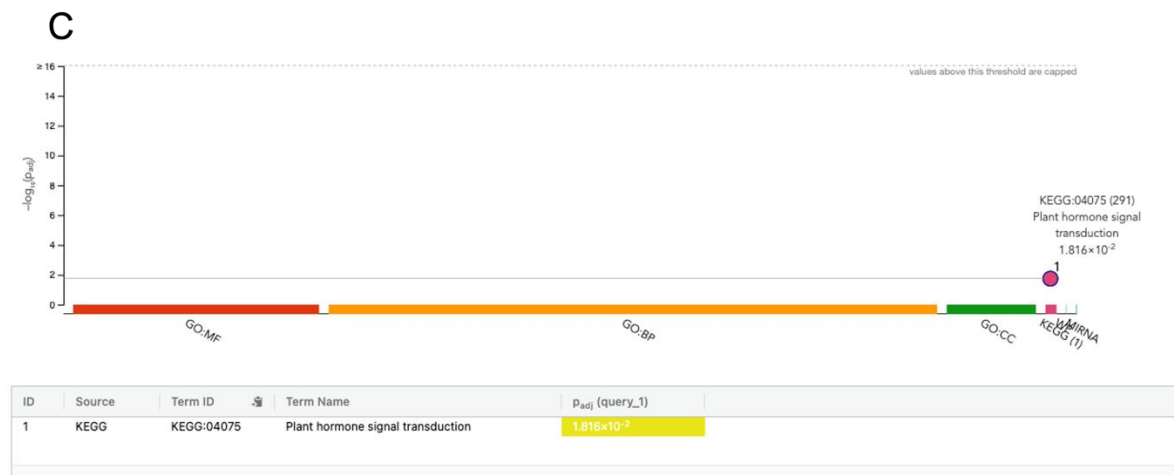 C
≥ 16
values above this threshold are capped
14
12
10
8
6
4
2
0
-log₁₀(padj)
KEGG:04075 (291)
Plant hormone signal
transduction
1.816×10⁻²
1
GO:MF
GO:BP
GO:CC
KEGG (1)
WP
MIRNA
ID Source Term ID Term Name padj (query_1)
1 KEGG KEGG:04075 Plant hormone signal transduction 1.816×10⁻²